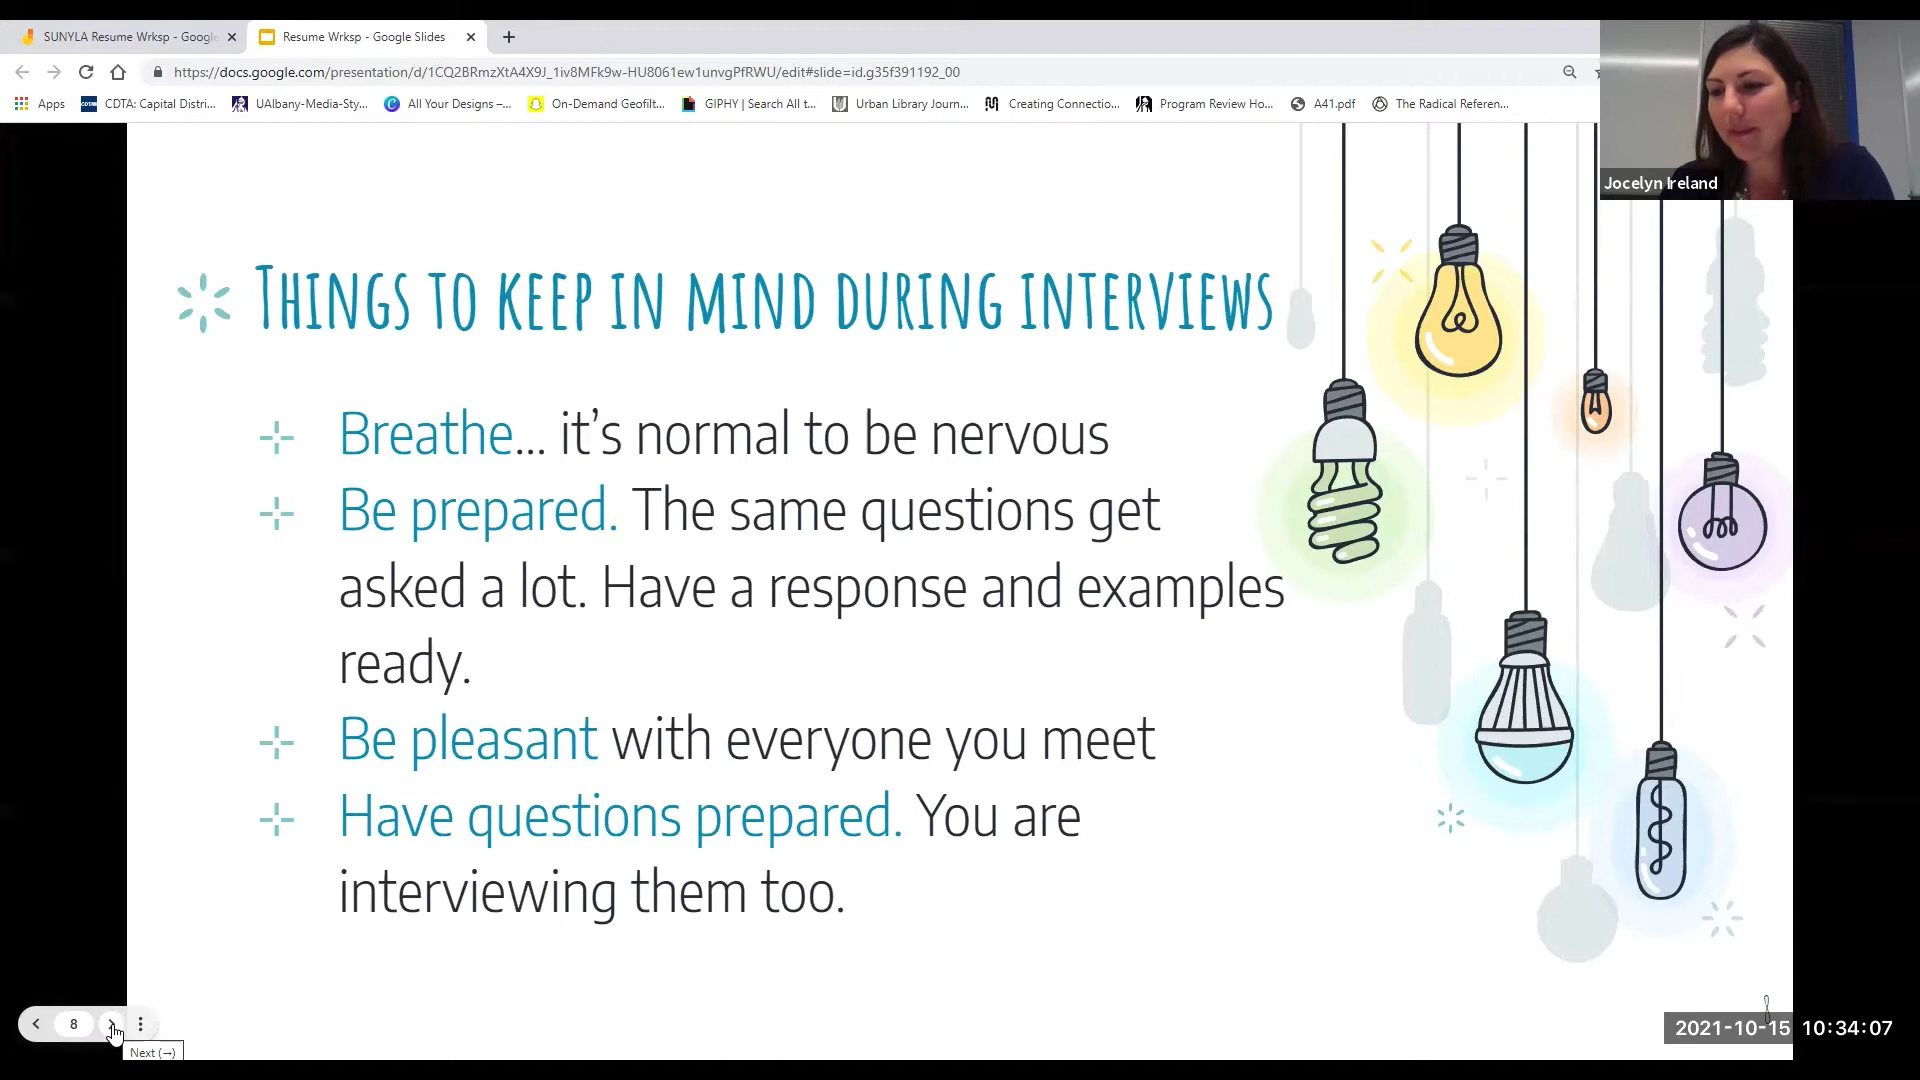 SUNYLA Resume Wrksp - Google
Resume Wrksp - Google Slides
https://docs.google.com/presentation/d/1CQ2BRmzXtA4X9J_1iv8MFk9w-HU8061ew1unvgPfRWU/edit#slide=id.g35f391192_00
Apps CDTA: Capital Distri... UAlbany-Media-Sty... All Your Designs –... On-Demand Geofilt... GIPHY | Search All t... Urban Library Journ... Creating Connectio... Program Review Ho... A41.pdf The Radical Referen...
Jocelyn Ireland
Things to keep in mind during interviews
Breathe... it’s normal to be nervous
Be prepared. The same questions get
asked a lot. Have a response and examples
ready.
Be pleasant with everyone you meet
Have questions prepared. You are
interviewing them too.
8
Next (→)
2021-10-15 10:34:07